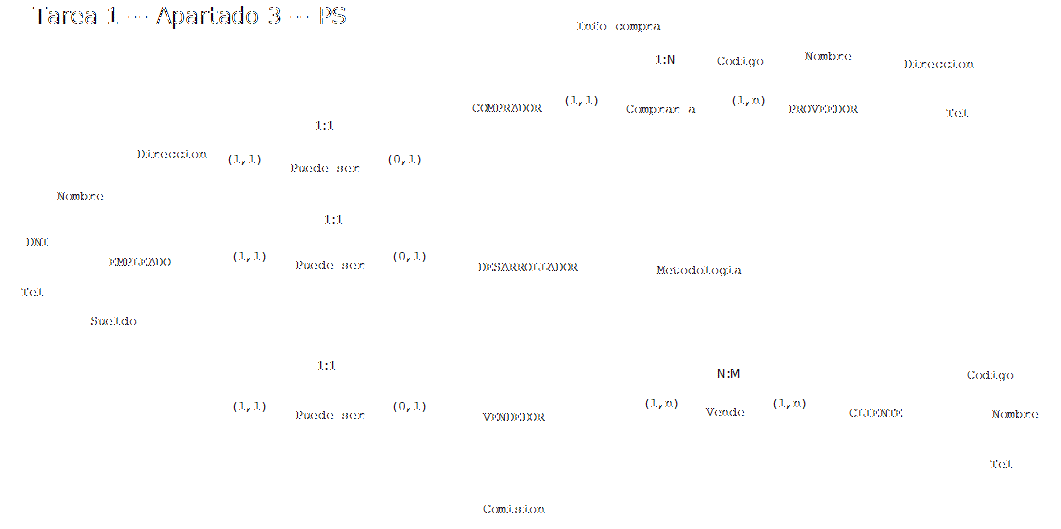 Tarea 1 --- Apartado 3 --- PS
Info compra
1:N
Codigo
Nombre
Direccion
COMPRADOR
(1,1)
Comprar a
(1,n)
PROVEEDOR
Tel
1:1
Direccion
(1,1)
Puede ser
(0,1)
Nombre
1:1
DNI
EMPLEADO
(1,1)
Puede ser
(0,1)
DESARROLLADOR
Metodologia
Tel
Sueldo
1:1
N:M
Codigo
(1,1)
Puede ser
(0,1)
VENDEDOR
(1,n)
Vende
(1,n)
CLIENTE
Nombre
Tel
Comision